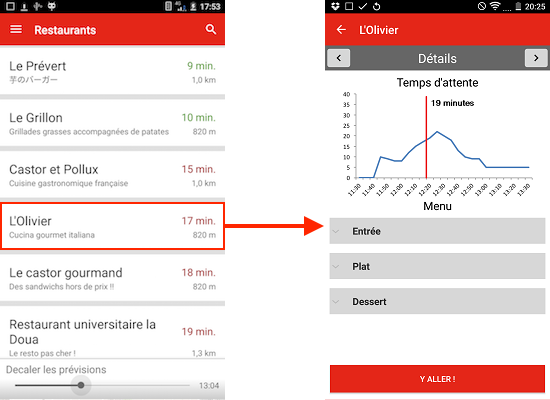 17:53
Restaurants
Le Prévert 9 min.
芋のバーガー 1,0 km
Le Grillon 10 min.
Grillades grasses accompagnées de patates 820 m
Castor et Pollux 15 min.
Cuisine gastronomique française 1,0 km
L'Olivier 17 min.
Cucina gourmet italiana 820 m
Le castor gourmand 18 min.
Des sandwichs hors de prix !! 820 m
Restaurant universitaire la
Doua 19 min.
Le resto pas cher ! 1,3 km
Decaler les prévisions
13:04
20:25
L'Olivier
Détails
Temps d'attente
19 minutes
40
35
30
25
20
15
10
5
0
11:30 11:40 11:50 12:00 12:10 12:20 12:30 12:40 12:50 13:00 13:10 13:20 13:30
Menu
Entrée
Plat
Dessert
Y ALLER !